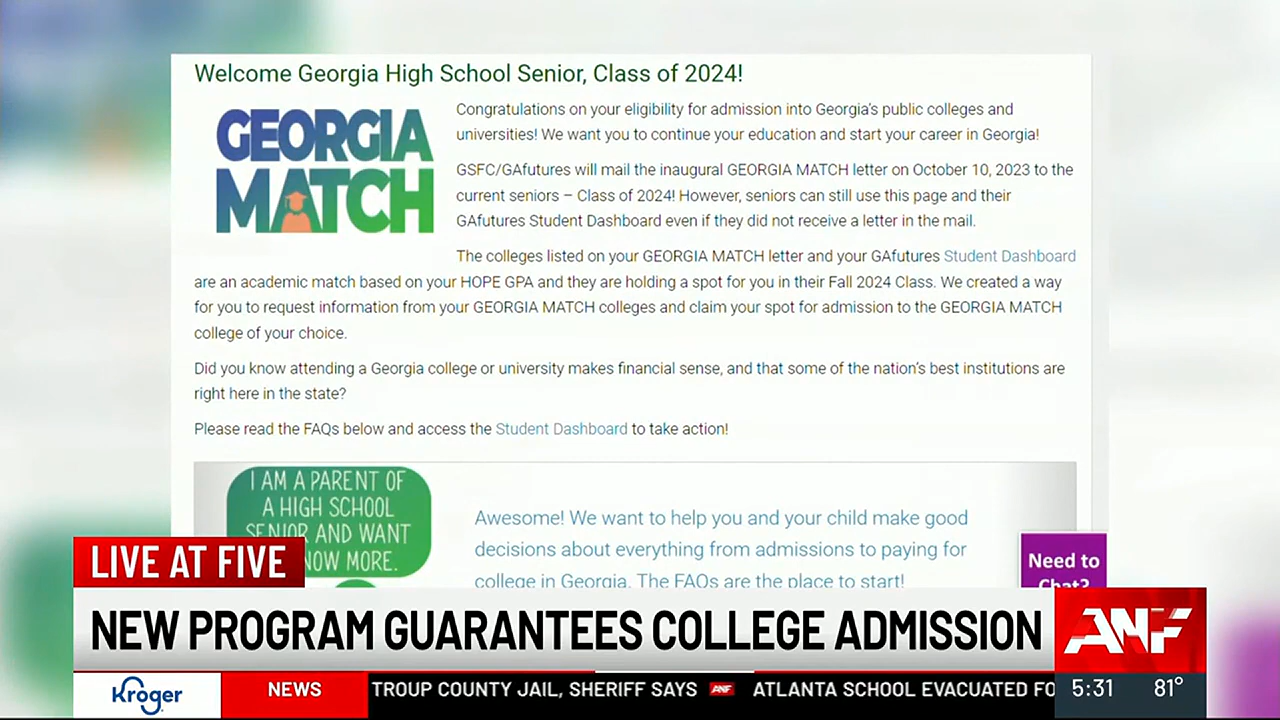 Welcome Georgia High School Senior, Class of 2024!
GEORGIA
MATCH
Congratulations on your eligibility for admission into Georgia's public colleges and
universities! We want you to continue your education and start your career in Georgia!
GSFC/GAfutures will mail the inaugural GEORGIA MATCH letter on October 10, 2023 to the
current seniors – Class of 2024! However, seniors can still use this page and their
GAfutures Student Dashboard even if they did not receive a letter in the mail.
The colleges listed on your GEORGIA MATCH letter and your GAfutures Student Dashboard
are an academic match based on your HOPE GPA and they are holding a spot for you in their Fall 2024 Class. We created a way
for you to request information from your GEORGIA MATCH colleges and claim your spot for admission to the GEORGIA MATCH
college of your choice.
Did you know attending a Georgia college or university makes financial sense, and that some of the nation's best institutions are
right here in the state?
Please read the FAQs below and access the Student Dashboard to take action!
I AM A PARENT OF
A HIGH SCHOOL
SENIOR AND WANT
NOW MORE.
Awesome! We want to help you and your child make good
decisions about everything from admissions to paying for
college in Georgia. The FAQs are the place to start!
Need to
Chat?
LIVE AT FIVE
NEW PROGRAM GUARANTEES COLLEGE ADMISSION
ANF
Kroger
NEWS
TROUP COUNTY JAIL, SHERIFF SAYS ANF ATLANTA SCHOOL EVACUATED FO
5:31 81°